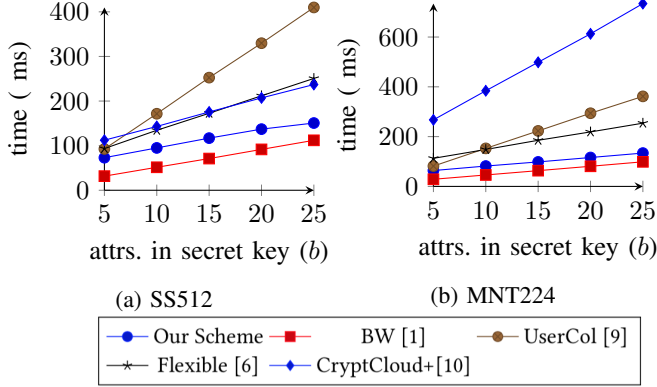 400
300
200
100
0
time ( ms)
5 10 15 20 25
attrs. in secret key (b)
(a) SS512
600
400
200
0
time ( ms)
5 10 15 20 25
attrs. in secret key (b)
(b) MNT224
Our Scheme BW [1] UserCol [9]
Flexible [6] CryptCloud+[10]